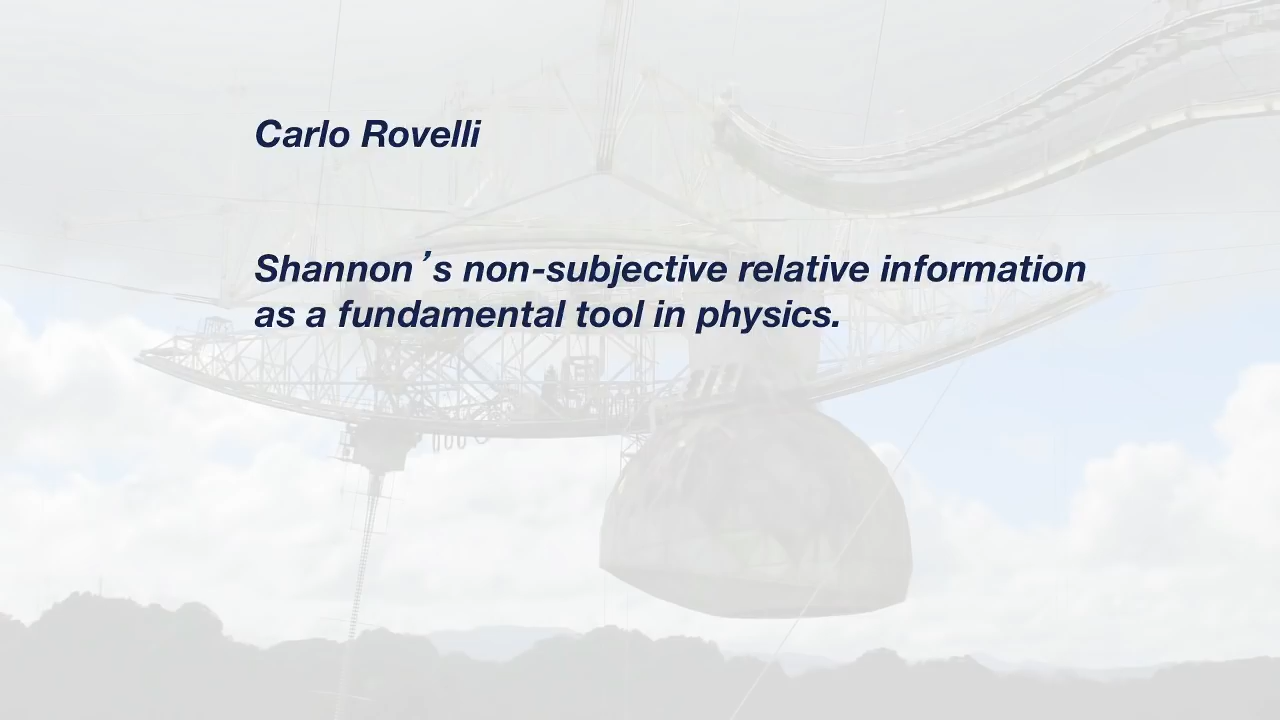 Carlo Rovelli
Shannon’s non-subjective relative information
as a fundamental tool in physics.